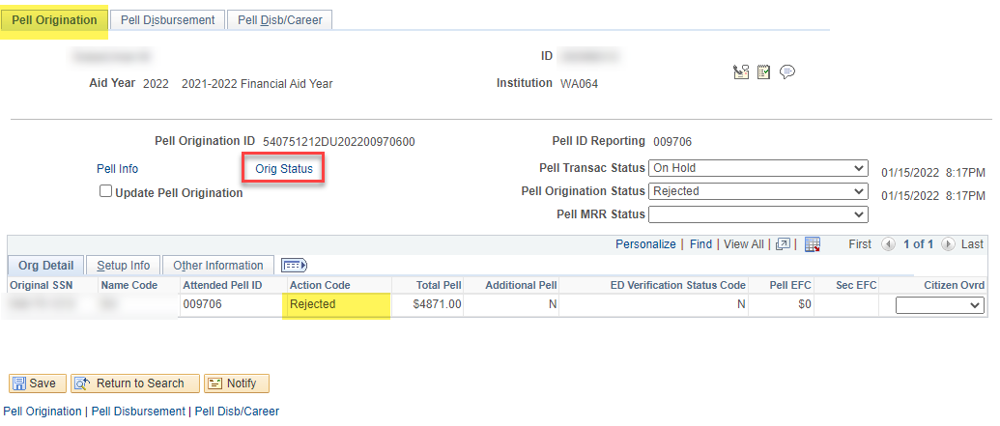 Pell Origination Pell Disbursement Pell Disb/Career
ID
Aid Year 2022 2021-2022 Financial Aid Year Institution WA064
Pell Origination ID 540751212DU202200970600 Pell ID Reporting 009706
Pell Info Orig Status Pell Transac Status On Hold 01/15/2022 8:17PM
Update Pell Origination Pell Origination Status Rejected 01/15/2022 8:17PM
Pell MRR Status
Personalize | Find | View All | | First 1 of 1 Last
Org Detail Setup Info Other Information
Original SSN Name Code Attended Pell ID Action Code Total Pell Additional Pell ED Verification Status Code Pell EFC Sec EFC Citizen Ovrd
009706 Rejected $4871.00 N N $0
Save Return to Search Notify
Pell Origination | Pell Disbursement | Pell Disb/Career